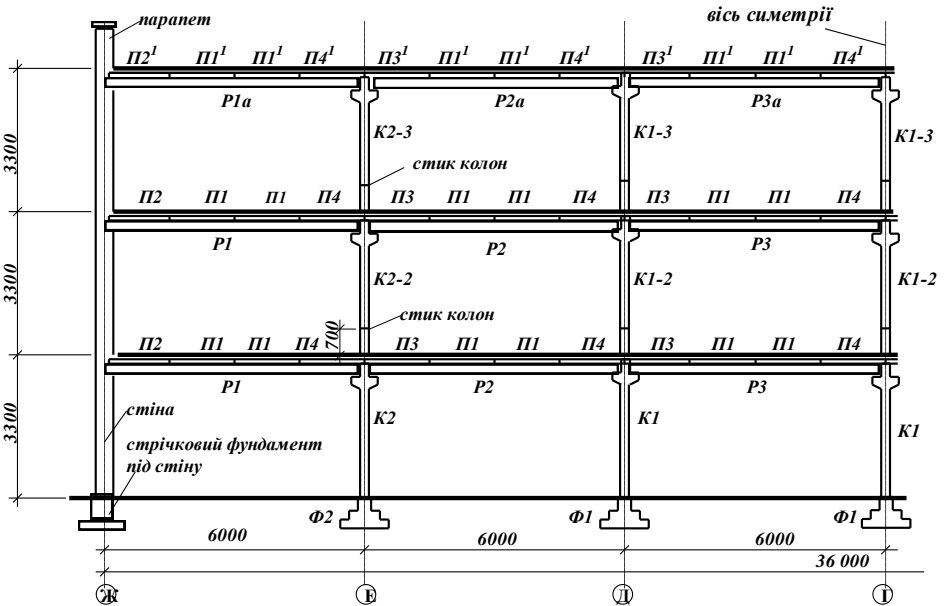 парапет
вісь симетрії
П2¹ П1¹ П1¹ П4¹ П3¹ П1¹ П1¹ П4¹ П3¹ П1¹ П1¹ П4¹
Р1а Р2а Р3а
3300
К2-3 К1-3 К1-3
стик колон
П2 П1 П1 П4 П3 П1 П1 П4 П3 П1 П1 П4
Р1 Р2 Р3
3300
К2-2 К1-2 К1-2
стик колон
700
П2 П1 П1 П4 П3 П1 П1 П4 П3 П1 П1 П4
Р1 Р2 Р3
3300
стіна
К2 К1 К1
стрічковий фундамент
під стіну
Ф2 Ф1 Ф1
6000 6000 6000
36 000
Ж Е Д Г